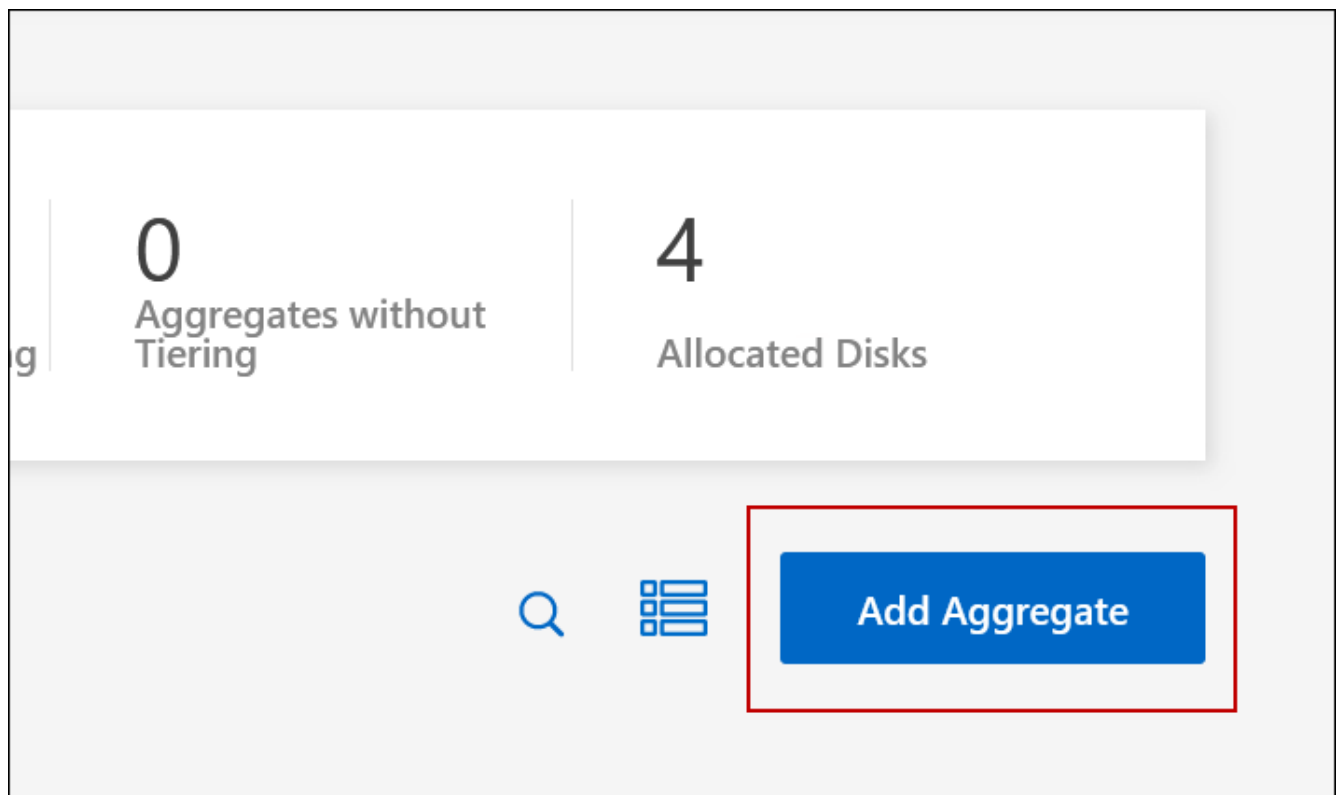 0
Aggregates without
Tiering
4
Allocated Disks
Add Aggregate